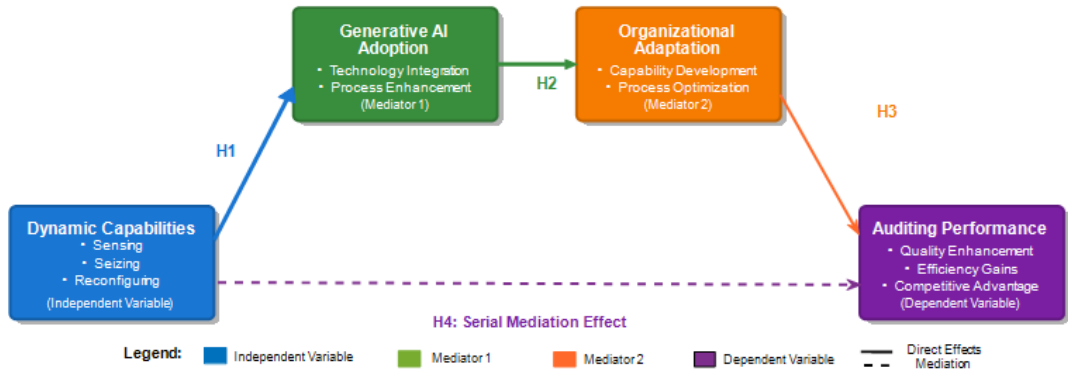 Generative AI
Adoption
• Technology Integration
• Process Enhancement
(Mediator 1)
H2
Organizational
Adaptation
• Capability Development
• Process Optimization
(Mediator 2)
H3
H1
Dynamic Capabilities
• Sensing
• Seizing
• Reconfiguring
(Independent Variable)
Auditing Performance
• Quality Enhancement
• Efficiency Gains
• Competitive Advantage
(Dependent Variable)
H4: Serial Mediation Effect
Legend:
Independent Variable
Mediator 1
Mediator 2
Dependent Variable
Direct Effects
Mediation